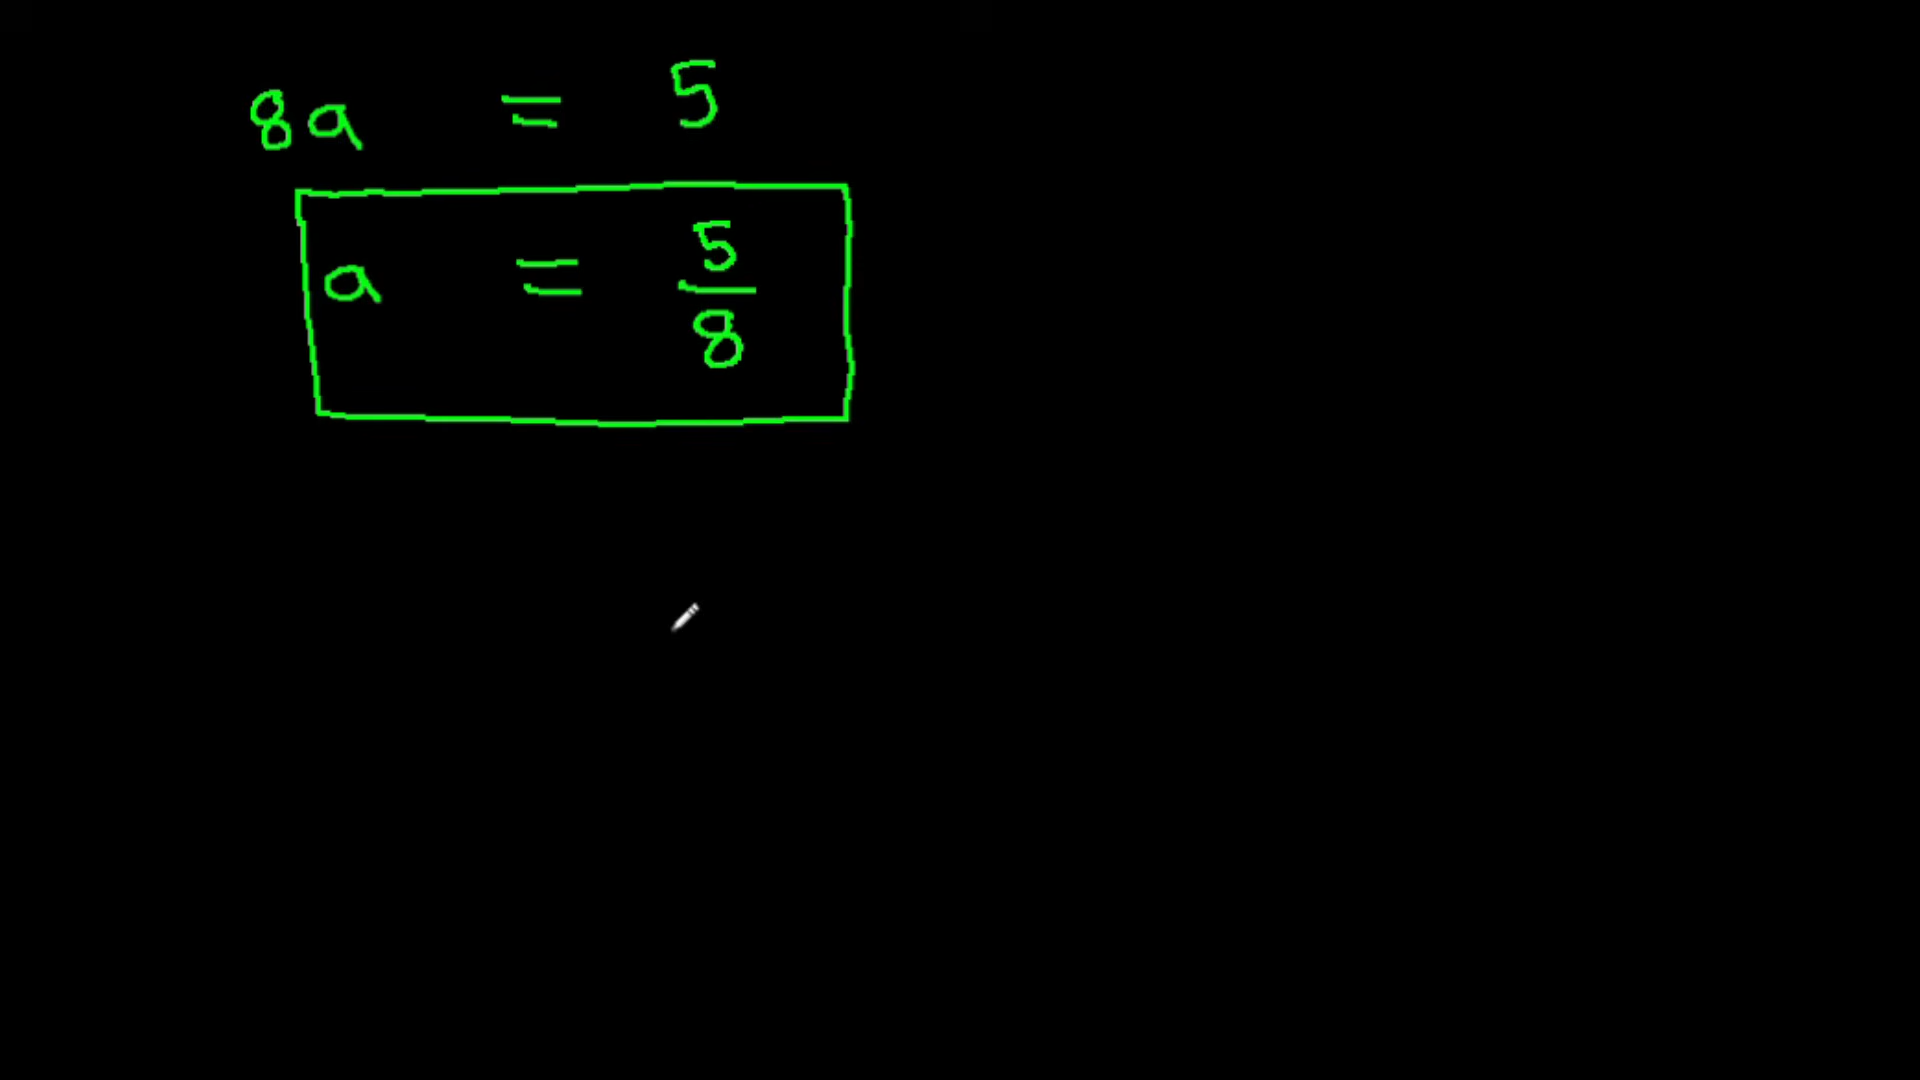 8a = 5
a = 5/8